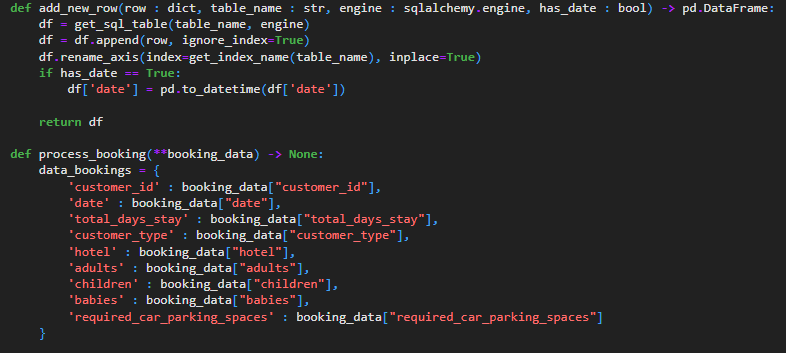 def add_new_row(row : dict, table_name : str, engine : sqlalchemy.engine, has_date : bool) -> pd.DataFrame:
    df = get_sql_table(table_name, engine)
    df = df.append(row, ignore_index=True)
    df.rename_axis(index=get_index_name(table_name), inplace=True)
    if has_date == True:
        df['date'] = pd.to_datetime(df['date'])

    return df

def process_booking(**booking_data) -> None:
    data_bookings = {
        'customer_id' : booking_data["customer_id"],
        'date' : booking_data["date"],
        'total_days_stay' : booking_data["total_days_stay"],
        'customer_type' : booking_data["customer_type"],
        'hotel' : booking_data["hotel"],
        'adults' : booking_data["adults"],
        'children' : booking_data["children"],
        'babies' : booking_data["babies"],
        'required_car_parking_spaces' : booking_data["required_car_parking_spaces"]
    }